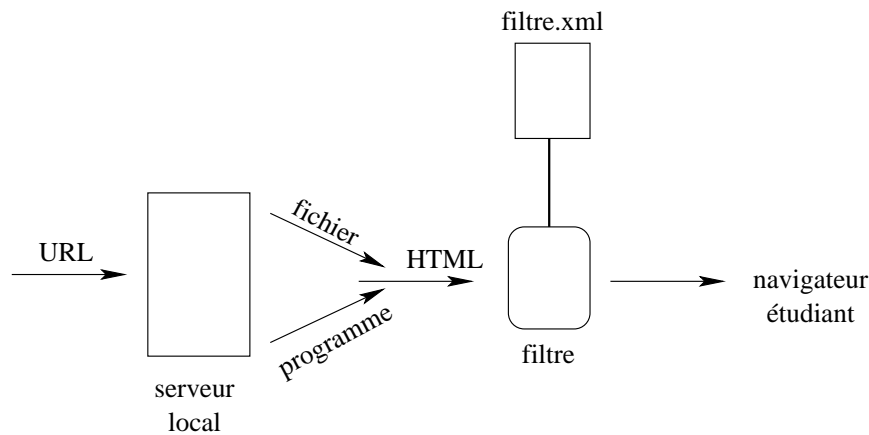 filtre.xml
URL
fichier
HTML
programme
navigateur
étudiant
filtre
serveur
local